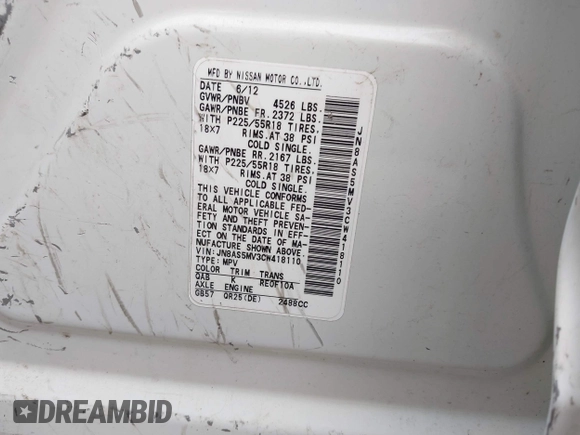 MFD BY NISSAN MOTOR CO.,LTD.
DATE 6/12
GVWR/PNBV 4526 LBS.
GAWR/PNBE FR.2372 LBS.
WITH P225/55R18 TIRES.
18X7 RIMS.AT 38 PSI
COLD SINGLE.
GAWR/PNBE RR.2167 LBS.
WITH P225/55R18 TIRES.
18X7 RIMS.AT 38 PSI
COLD SINGLE.
THIS VEHICLE CONFORMS
TO ALL APPLICABLE FED-
ERAL MOTOR VEHICLE SA-
FETY AND THEFT PREVEN-
TION STANDARDS IN EFF-
ECT ON THE DATE OF MA-
NUFACTURE SHOWN ABOVE.
VIN:JN8AS5MV3CW418110
TYPE:MPV
COLOR TRIM TRANS
QAB K RE0F10A
AXLE ENGINE
GB57 QR25(DE) 2488CC
JN8AS5MV3CW418110
DREAMBID